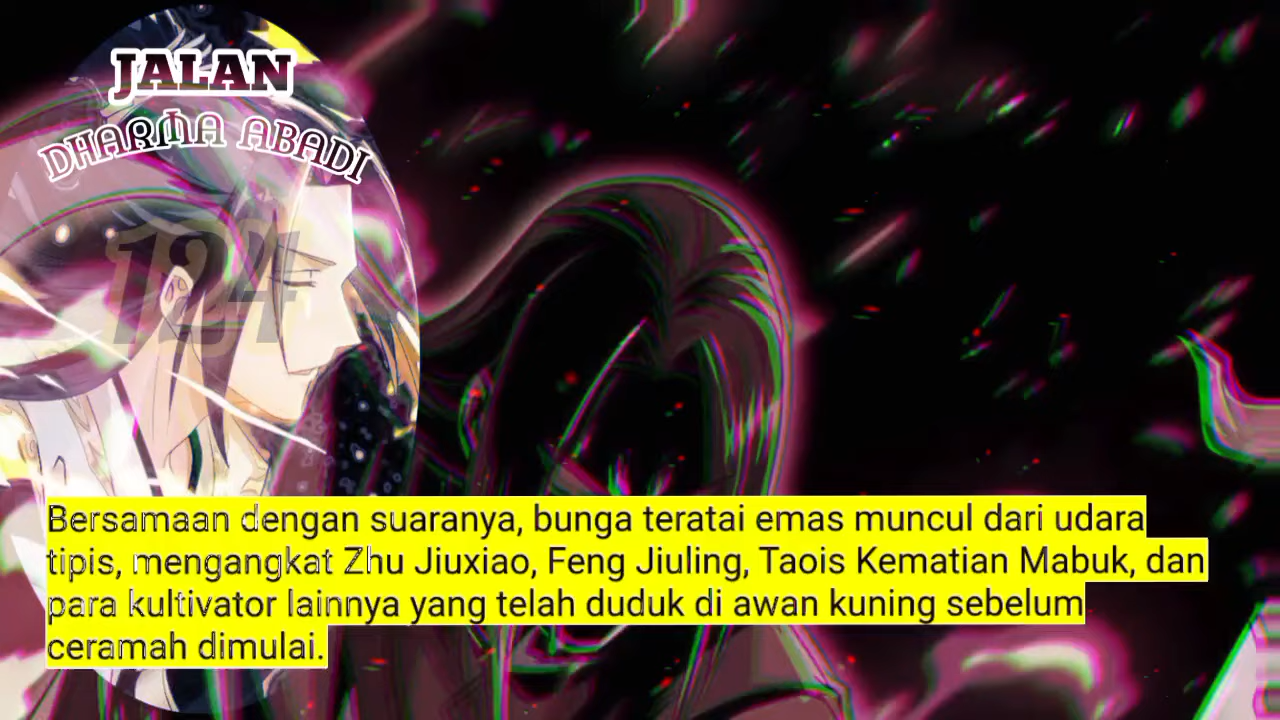 JALAN
DHARMA ABADI
124
Bersamaan dengan suaranya, bunga teratai emas muncul dari udara
tipis, mengangkat Zhu Jiuxiao, Feng Jiuling, Taois Kematian Mabuk, dan
para kultivator lainnya yang telah duduk di awan kuning sebelum
ceramah dimulai.